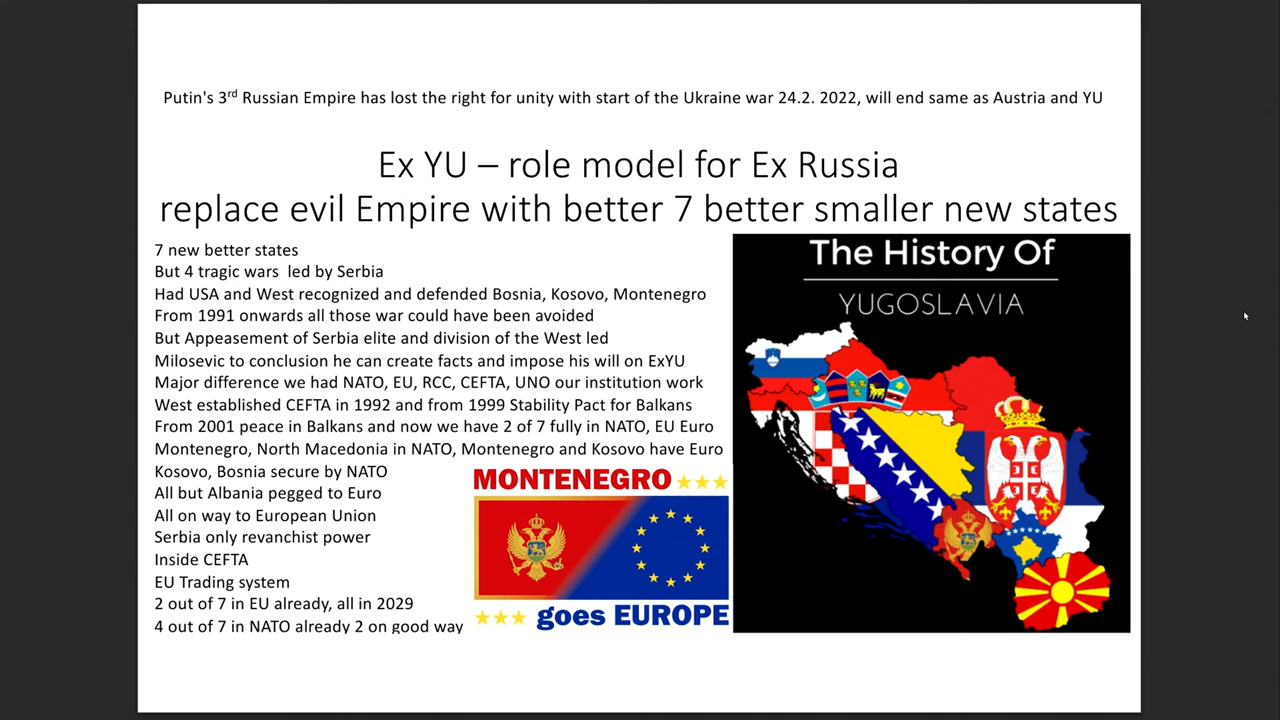 Putin's 3rd Russian Empire has lost the right for unity with start of the Ukraine war 24.2. 2022, will end same as Austria and YU
Ex YU – role model for Ex Russia
replace evil Empire with better 7 better smaller new states
7 new better states
But 4 tragic wars led by Serbia
Had USA and West recognized and defended Bosnia, Kosovo, Montenegro
From 1991 onwards all those war could have been avoided
But Appeasement of Serbia elite and division of the West led
Milosevic to conclusion he can create facts and impose his will on ExYU
Major difference we had NATO, EU, RCC, CEFTA, UNO our institution work
West established CEFTA in 1992 and from 1999 Stability Pact for Balkans
From 2001 peace in Balkans and now we have 2 of 7 fully in NATO, EU Euro
Montenegro, North Macedonia in NATO, Montenegro and Kosovo have Euro
Kosovo, Bosnia secure by NATO
All but Albania pegged to Euro
All on way to European Union
Serbia only revanchist power
Inside CEFTA
EU Trading system
2 out of 7 in EU already, all in 2029
4 out of 7 in NATO already 2 on good way
MONTENEGRO
goes EUROPE
The History Of
YUGOSLAVIA